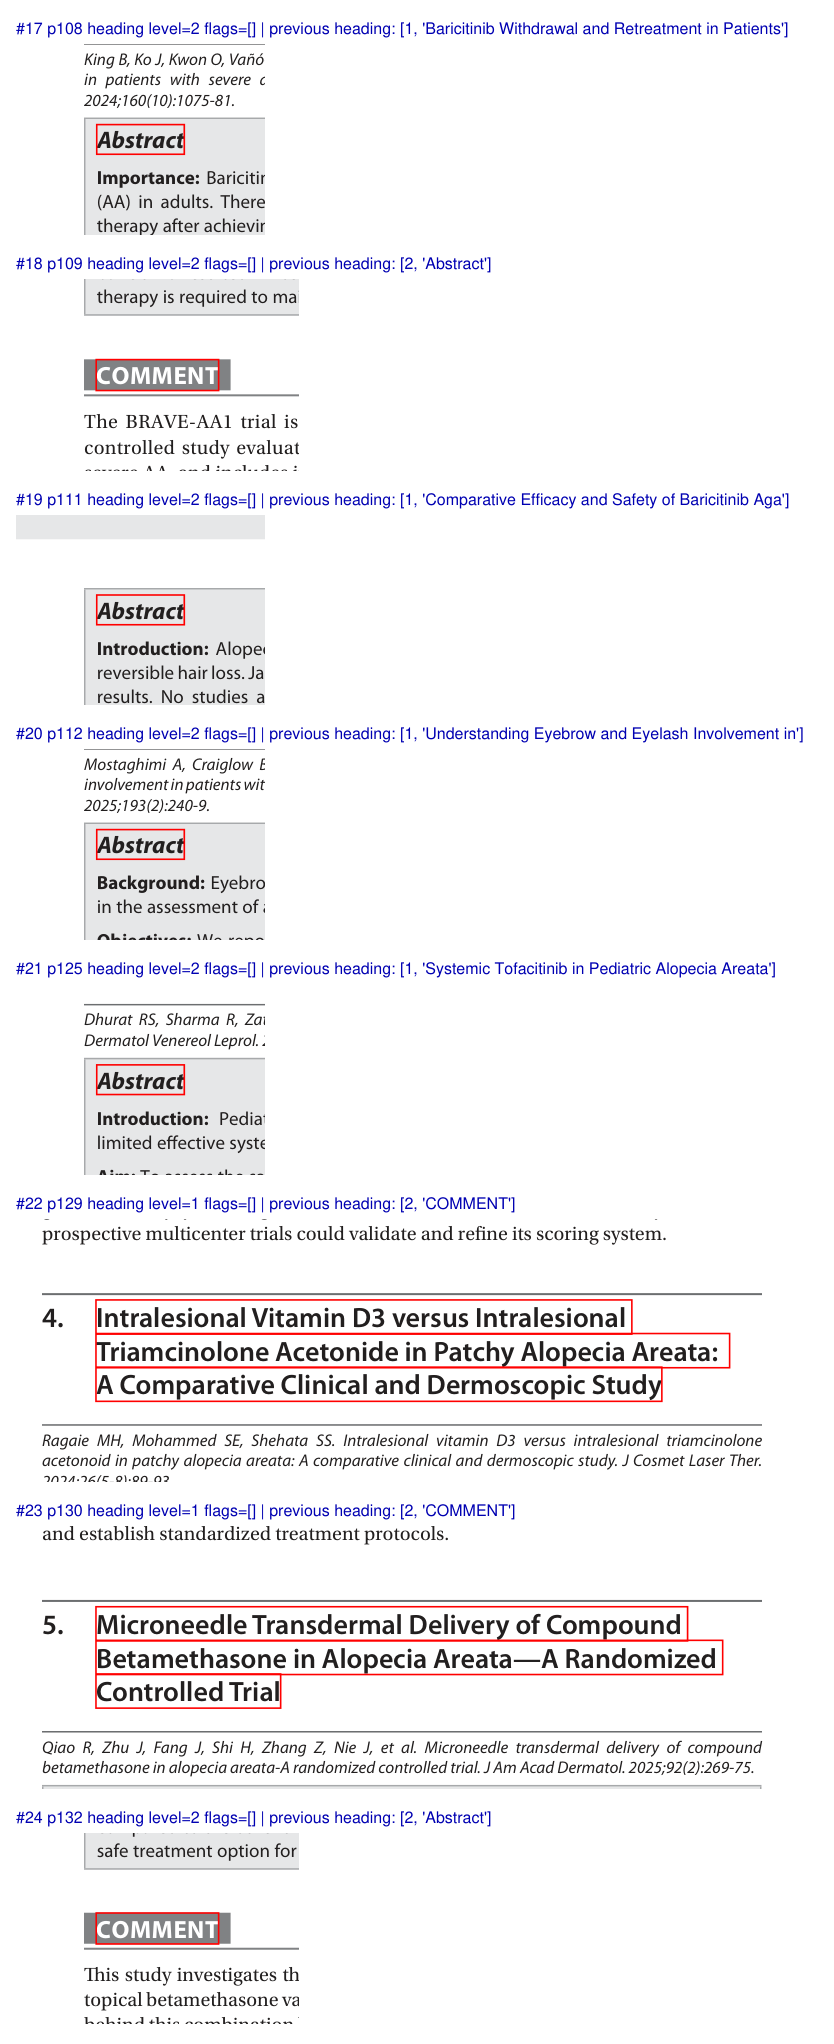 #17 p108 heading level=2 flags=[] | previous heading: [1, 'Baricitinib Withdrawal and Retreatment in Patients']
King B, Ko J, Kwon O, Vañó
in patients with severe
2024;160(10):1075-81.
Abstract
Importance: Bariciti
(AA) in adults. There
therapy after achievi
#18 p109 heading level=2 flags=[] | previous heading: [2, 'Abstract']
therapy is required to ma
COMMENT
The BRAVE-AA1 trial is
controlled study evaluat
#19 p111 heading level=2 flags=[] | previous heading: [1, 'Comparative Efficacy and Safety of Baricitinib Aga']
Abstract
Introduction: Alope
reversible hair loss. Ja
results. No studies a
#20 p112 heading level=2 flags=[] | previous heading: [1, 'Understanding Eyebrow and Eyelash Involvement in']
Mostaghimi A, Craiglow B
involvement in patients wit
2025;193(2):240-9.
Abstract
Background: Eyebro
in the assessment of
#21 p125 heading level=2 flags=[] | previous heading: [1, 'Systemic Tofacitinib in Pediatric Alopecia Areata']
Dhurat RS, Sharma R, Zat
Dermatol Venereol Leprol.
Abstract
Introduction: Pediat
limited effective syste
#22 p129 heading level=1 flags=[] | previous heading: [2, 'COMMENT']
prospective multicenter trials could validate and refine its scoring system.
4. Intralesional Vitamin D3 versus Intralesional
Triamcinolone Acetonide in Patchy Alopecia Areata:
A Comparative Clinical and Dermoscopic Study
Ragaie MH, Mohammed SE, Shehata SS. Intralesional vitamin D3 versus intralesional triamcinolone
acetonoid in patchy alopecia areata: A comparative clinical and dermoscopic study. J Cosmet Laser Ther.
2024;26(5-8):89-93
#23 p130 heading level=1 flags=[] | previous heading: [2, 'COMMENT']
and establish standardized treatment protocols.
5. Microneedle Transdermal Delivery of Compound
Betamethasone in Alopecia Areata—A Randomized
Controlled Trial
Qiao R, Zhu J, Fang J, Shi H, Zhang Z, Nie J, et al. Microneedle transdermal delivery of compound
betamethasone in alopecia areata-A randomized controlled trial. J Am Acad Dermatol. 2025;92(2):269-75.
#24 p132 heading level=2 flags=[] | previous heading: [2, 'Abstract']
safe treatment option for
COMMENT
This study investigates th
topical betamethasone va
behind this combination